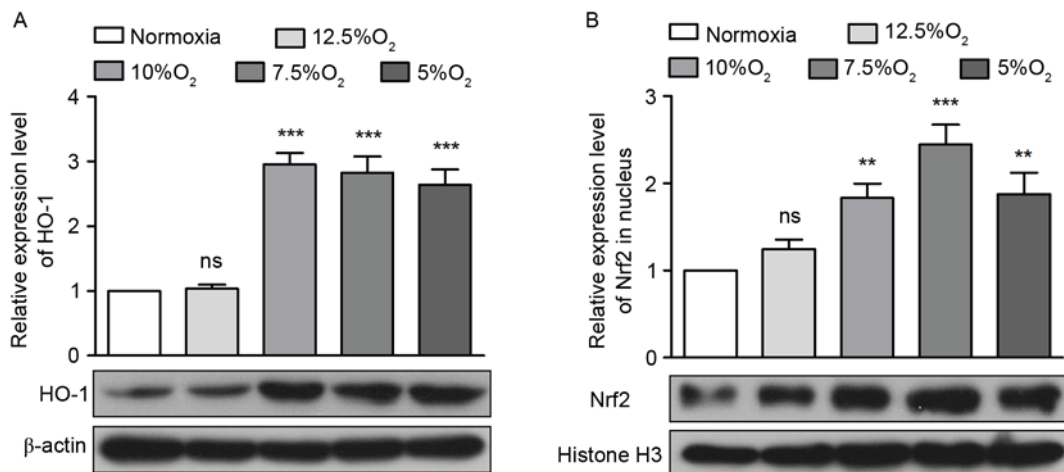 A
Normoxia
12.5%O₂
10%O₂
7.5%O₂
5%O₂
Relative expression level
of HO-1
4
3
2
1
0
ns
***
***
***
HO-1
β-actin
B
Normoxia
12.5%O₂
10%O₂
7.5%O₂
5%O₂
Relative expression level
of Nrf2 in nucleus
3
2
1
0
ns
**
***
**
Nrf2
Histone H3